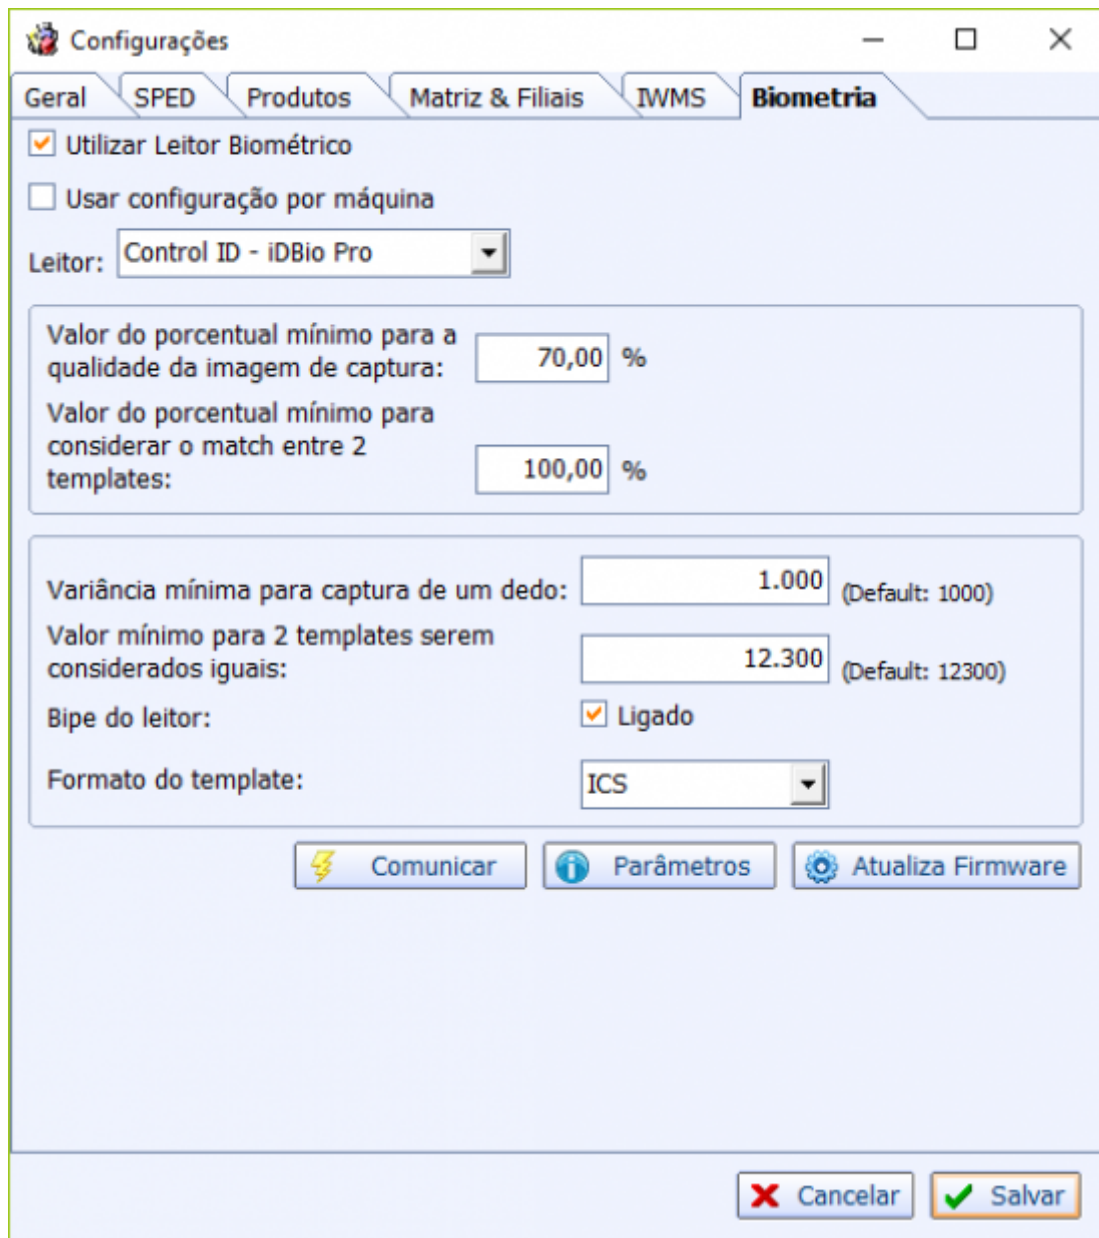 Configurações
Geral SPED Produtos Matriz & Filiais IWMS Biometria
Utilizar Leitor Biométrico
Usar configuração por máquina
Leitor: Control ID - iDBio Pro
Valor do porcentual mínimo para a
qualidade da imagem de captura: 70,00 %
Valor do porcentual mínimo para
considerar o match entre 2
templates: 100,00 %
Variância mínima para captura de um dedo: 1.000 (Default: 1000)
Valor mínimo para 2 templates serem
considerados iguais: 12.300 (Default: 12300)
Bipe do leitor: Ligado
Formato do template: ICS
Comunicar Parâmetros Atualiza Firmware
Cancelar Salvar